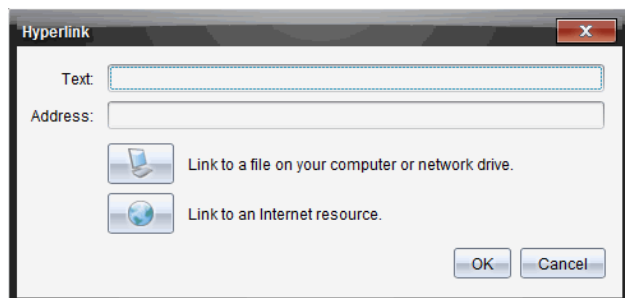 Hyperlink
Text:
Address:
Link to a file on your computer or network drive.
Link to an Internet resource.
OK Cancel